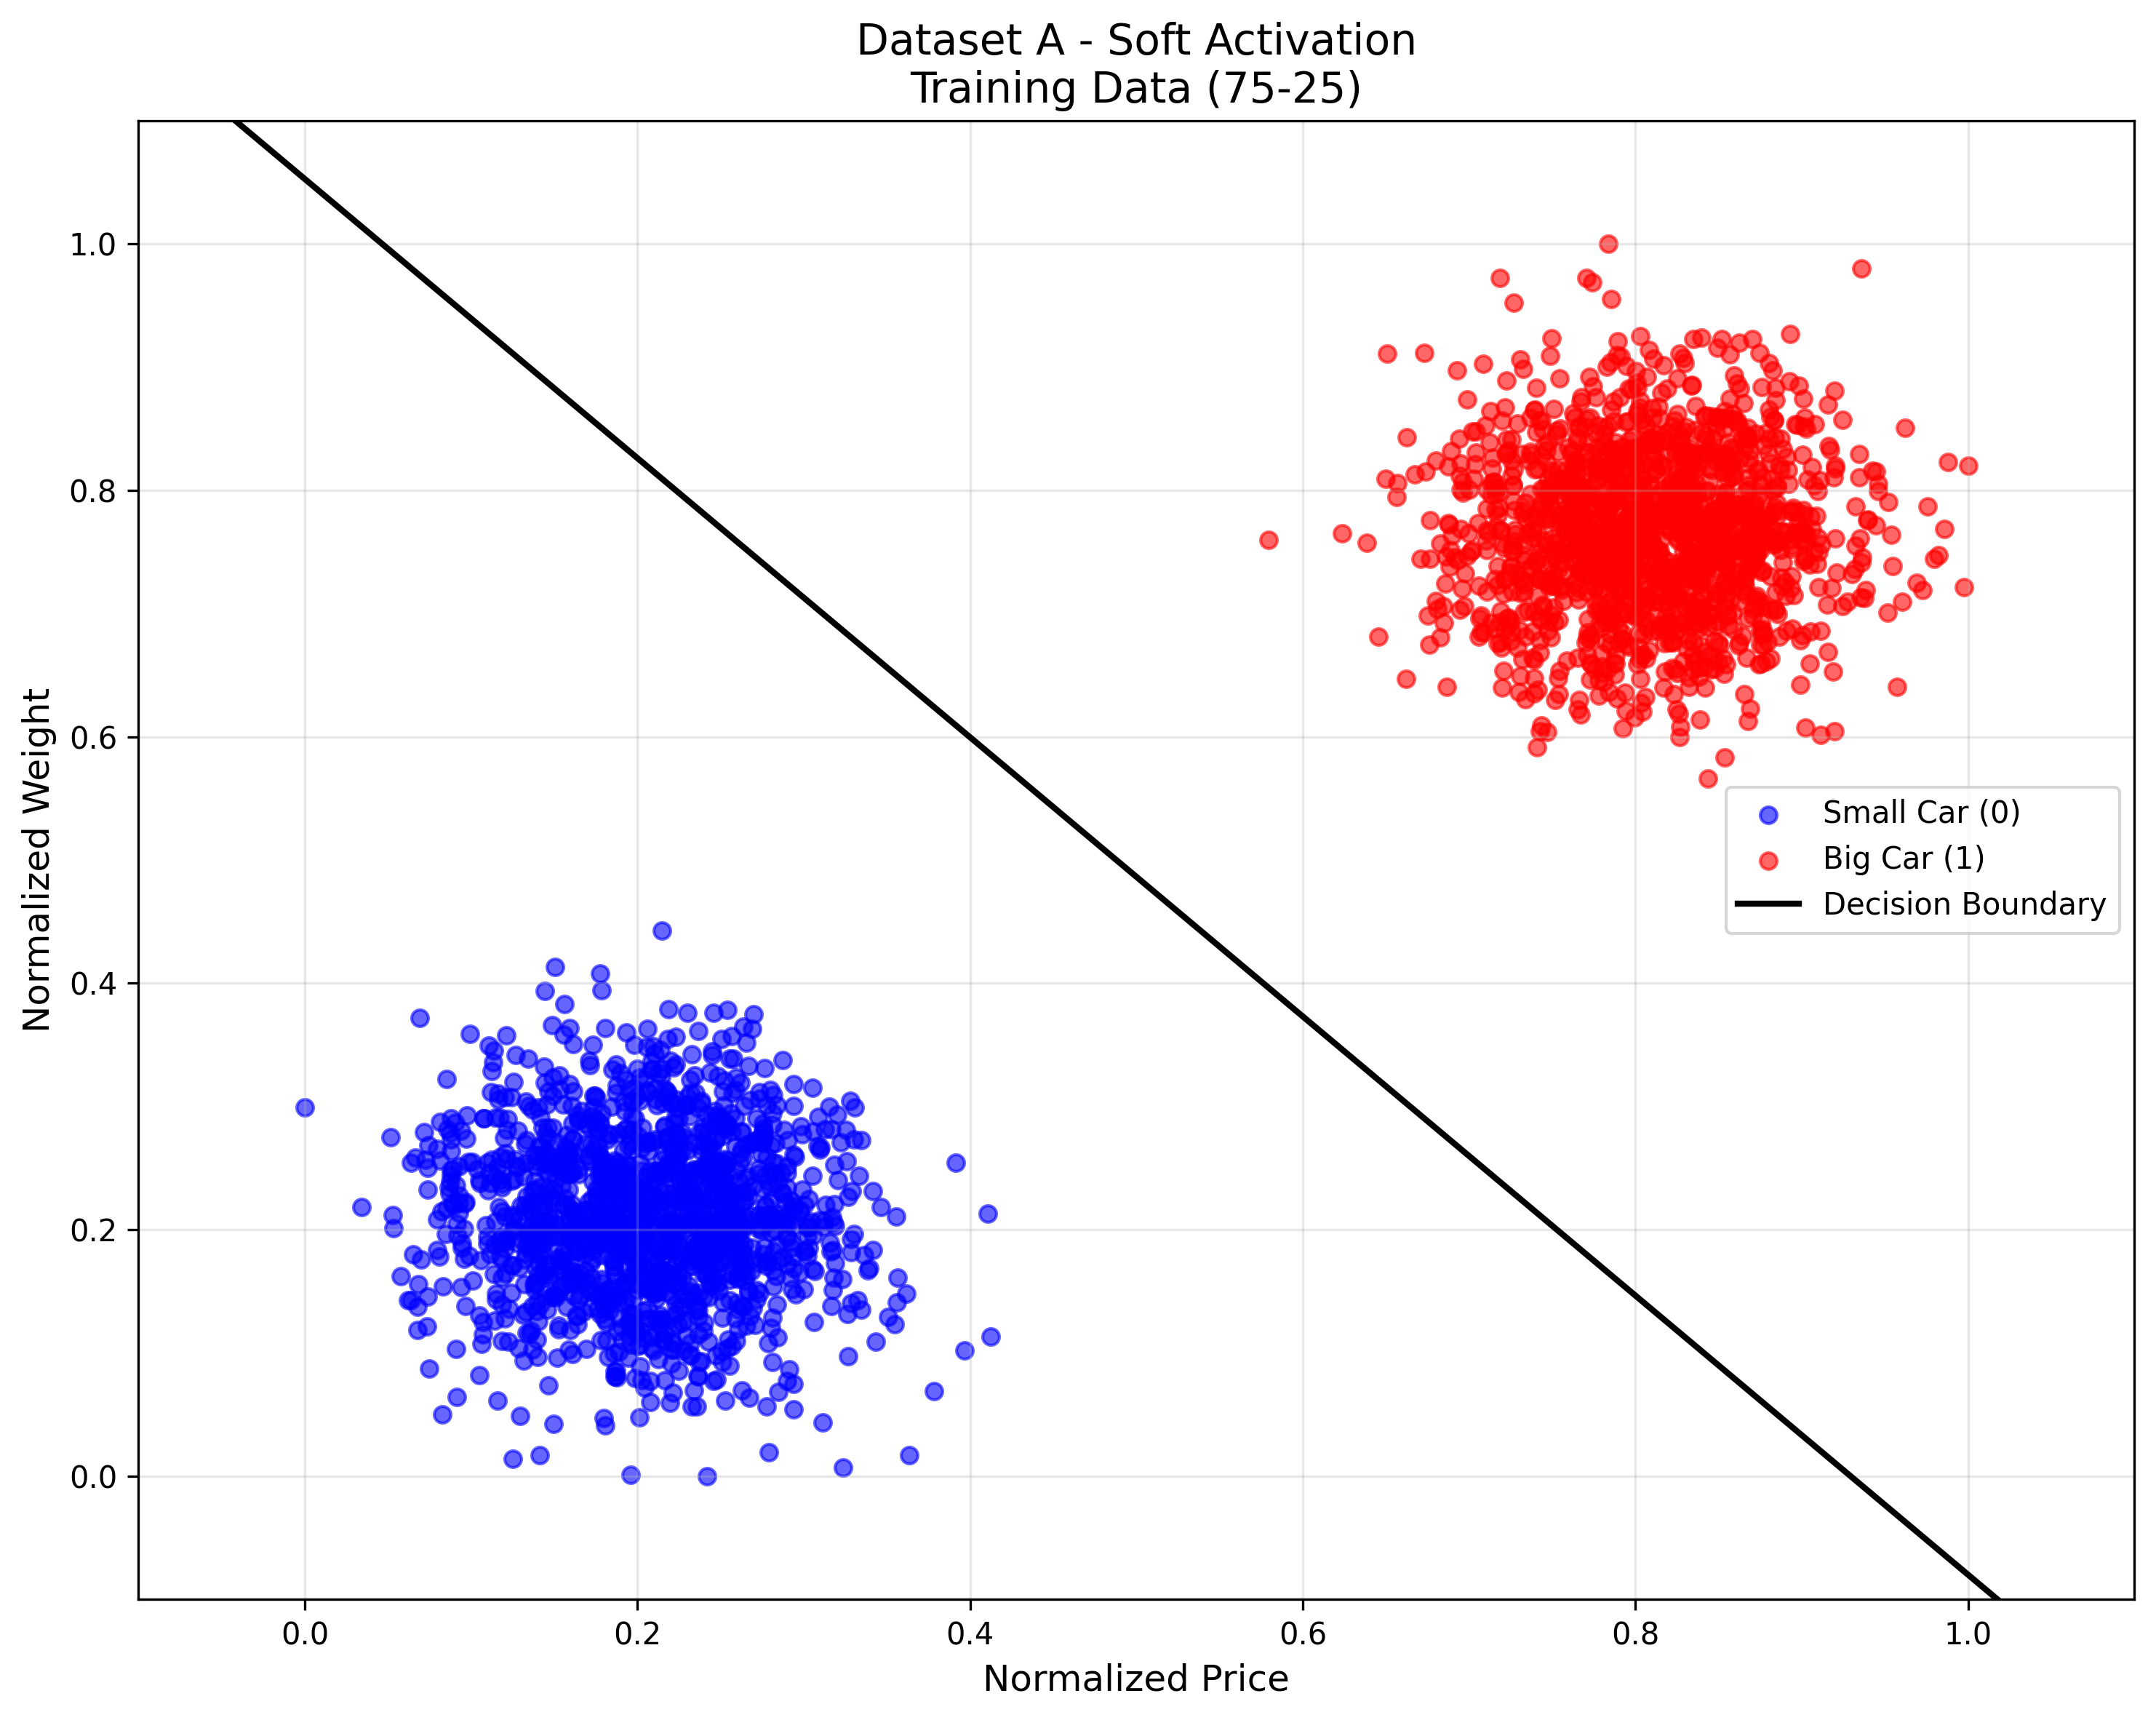 Dataset A - Soft Activation
Training Data (75-25)
Normalized Weight
1.0
0.8
0.6
0.4
0.2
0.0
Small Car (0)
Big Car (1)
Decision Boundary
0.0 0.2 0.4 0.6 0.8 1.0
Normalized Price